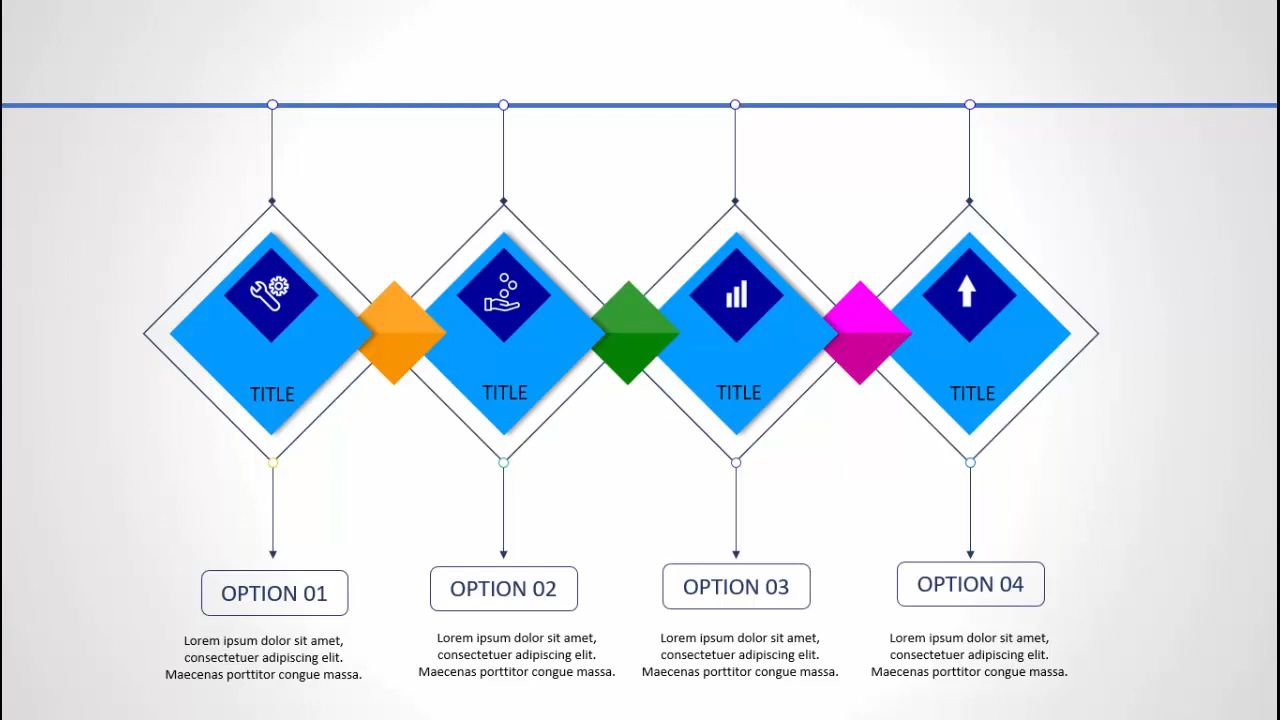 TITLE
TITLE
TITLE
TITLE
OPTION 01
OPTION 02
OPTION 03
OPTION 04
Lorem ipsum dolor sit amet,
consectetuer adipiscing elit.
Maecenas porttitor congue massa.
Lorem ipsum dolor sit amet,
consectetuer adipiscing elit.
Maecenas porttitor congue massa.
Lorem ipsum dolor sit amet,
consectetuer adipiscing elit.
Maecenas porttitor congue massa.
Lorem ipsum dolor sit amet,
consectetuer adipiscing elit.
Maecenas porttitor congue massa.